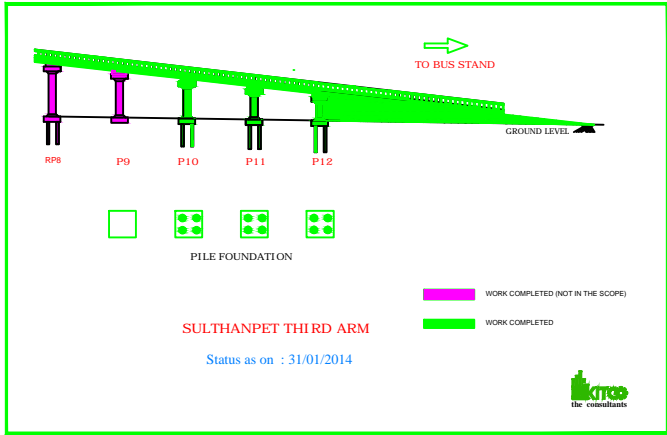 TO BUS STAND
GROUND LEVEL
RP8 P9 P10 P11 P12
PILE FOUNDATION
WORK COMPLETED (NOT IN THE SCOPE)
WORK COMPLETED
SULTHANPET THIRD ARM
Status as on : 31/01/2014
KITCO
the consultants